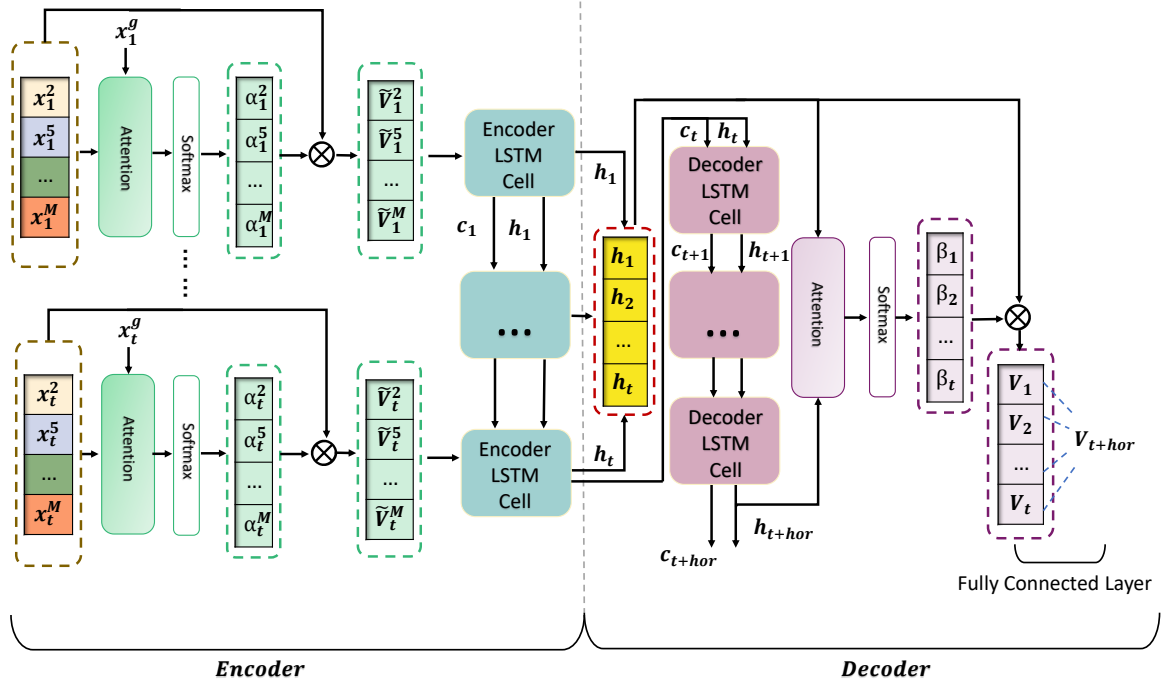 x_1^g
x_1^2
x_1^5
...
x_1^M
Attention
Softmax
α_1^2
α_1^5
...
α_1^M
Ṽ_1^2
Ṽ_1^5
...
Ṽ_1^M
Encoder
LSTM
Cell
h_1
c_1
h_1
...
x_t^g
x_t^2
x_t^5
...
x_t^M
Attention
Softmax
α_t^2
α_t^5
...
α_t^M
Ṽ_t^2
Ṽ_t^5
...
Ṽ_t^M
Encoder
LSTM
Cell
h_t
h_1
h_2
...
h_t
c_t
h_t
Decoder
LSTM
Cell
c_{t+1}
h_{t+1}
...
Decoder
LSTM
Cell
c_{t+hor}
h_{t+hor}
Attention
Softmax
β_1
β_2
...
β_t
V_1
V_2
...
V_t
V_{t+hor}
Fully Connected Layer
Encoder
Decoder